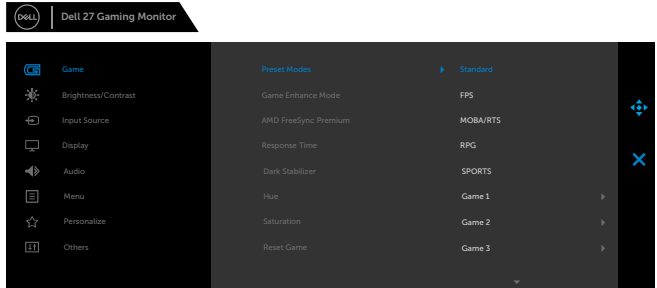 DELL
Dell 27 Gaming Monitor
Game Preset Modes Standard
Brightness/Contrast Game Enhance Mode FPS
Input Source AMD FreeSync Premium MOBA/RTS
Display Response Time RPG
Audio Dark Stabilizer SPORTS
Menu Hue Game 1
Personalize Saturation Game 2
Others Reset Game Game 3